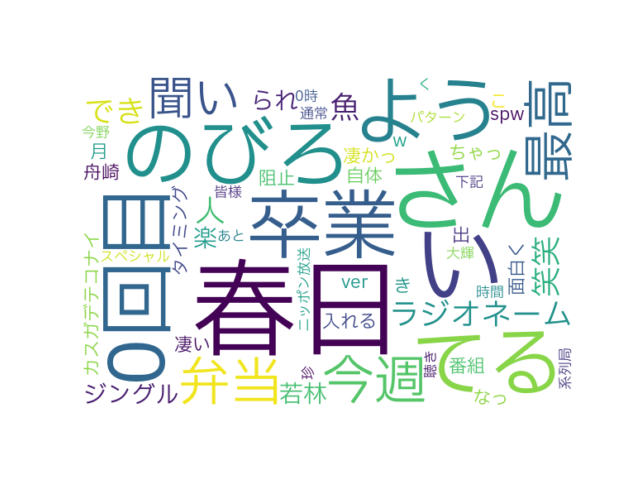 聞い
られ
0時
通常
魚
よう
く
パターン
こ
spw
最高
でき
今野
月
舟崎
のびろ
皆様
阻止
凄かっ
自体
w
ちゃっ
下記
さん
0回目
タイミング
人
楽
あと
卒業
い
出
大輝
面白く
笑笑
カスガデテコナイ
スペシャル
ニッポン放送
春日
ver
き
時間
入れる
ラジオネーム
凄い
ジングル
弁当
珍
若林
今週
聴き
番組
てる
なっ
系列局